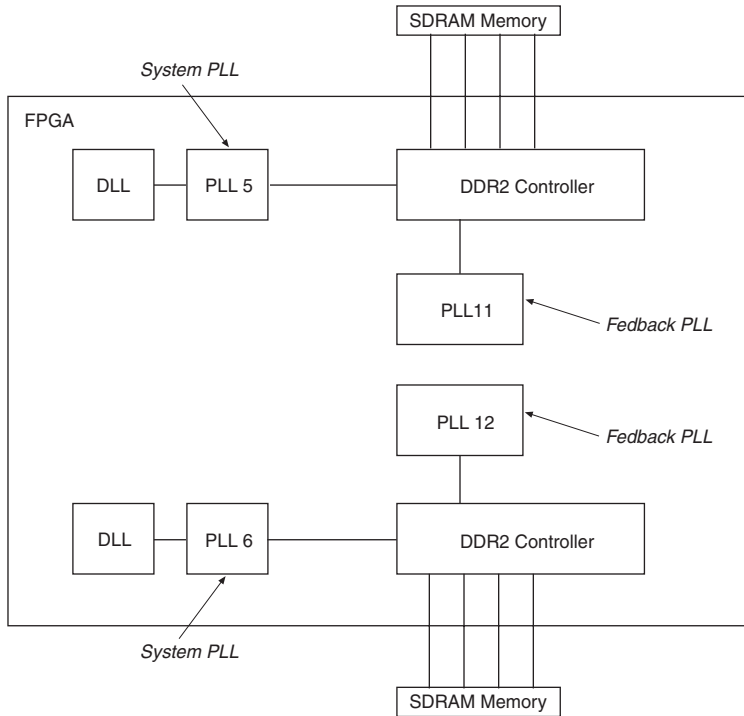 SDRAM Memory
System PLL
FPGA
DLL
PLL 5
DDR2 Controller
PLL11
Fedback PLL
PLL 12
Fedback PLL
DLL
PLL 6
DDR2 Controller
System PLL
SDRAM Memory